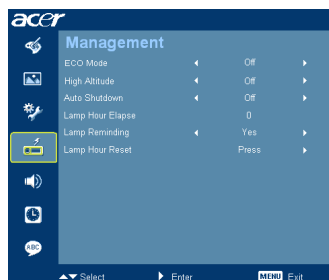 acer
Management
ECO Mode Off
High Altitude Off
Auto Shutdown Off
Lamp Hour Elapse 0
Lamp Reminding Yes
Lamp Hour Reset Press
ABC
Select Enter MENU Exit